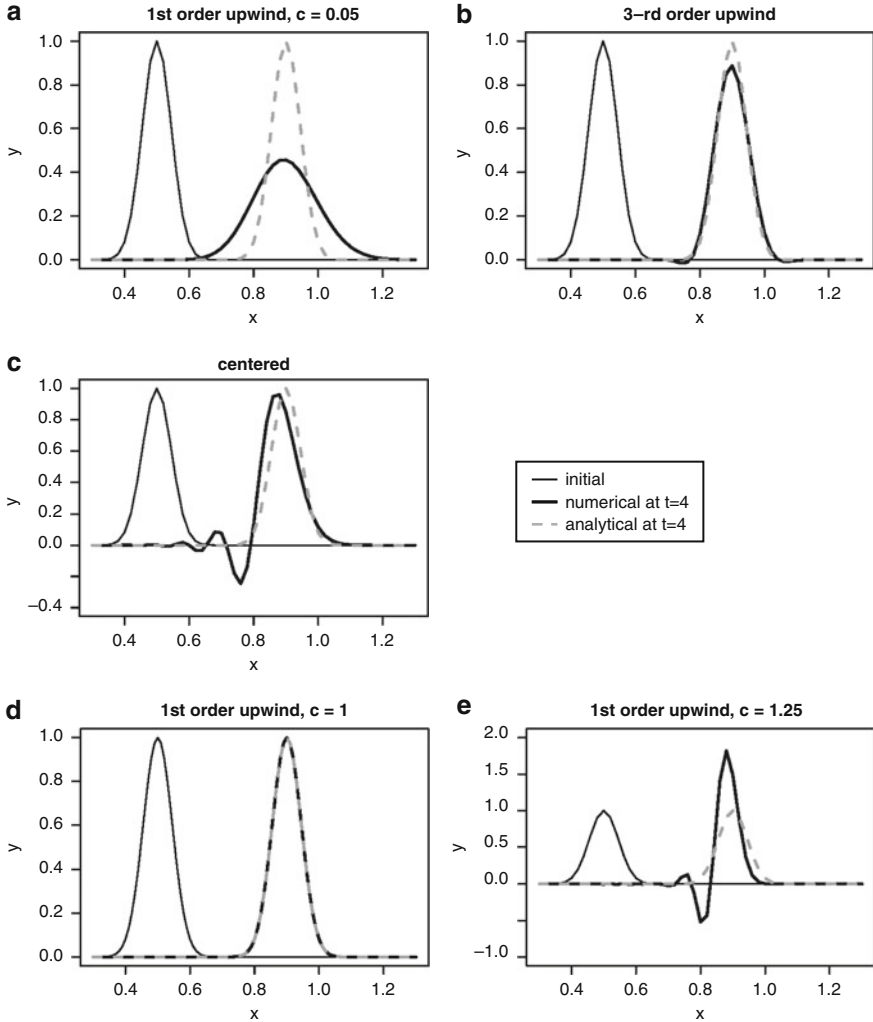 a
1st order upwind, c = 0.05
1.0
0.8
0.6
0.4
0.2
0.0
y
0.4 0.6 0.8 1.0 1.2
x
b
3−rd order upwind
1.0
0.8
0.6
0.4
0.2
0.0
y
0.4 0.6 0.8 1.0 1.2
x
c
centered
1.0
0.8
0.6
0.4
0.2
0.0
−0.4
y
0.4 0.6 0.8 1.0 1.2
x
initial
numerical at t=4
analytical at t=4
d
1st order upwind, c = 1
1.0
0.8
0.6
0.4
0.2
0.0
y
0.4 0.6 0.8 1.0 1.2
x
e
1st order upwind, c = 1.25
2.0
1.5
1.0
0.5
0.0
−1.0
y
0.4 0.6 0.8 1.0 1.2
x